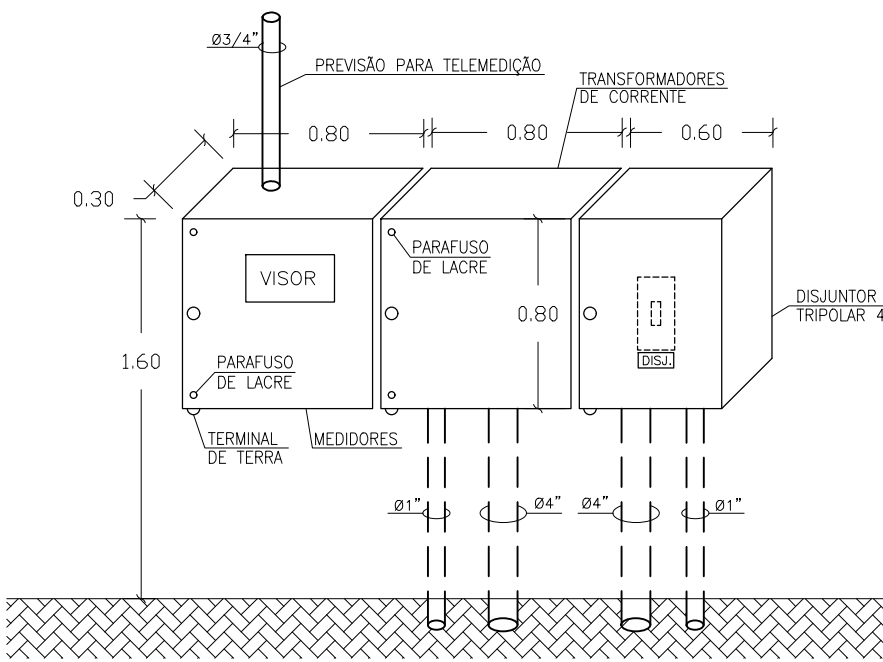 Ø3/4"
PREVISÃO PARA TELEMEDIÇÃO
TRANSFORMADORES
DE CORRENTE
0.80
0.80
0.60
0.30
PARAFUSO
DE LACRE
VISOR
DISJUNTOR
TRIPOLAR 4
0.80
1.60
DISJ.
PARAFUSO
DE LACRE
TERMINAL
DE TERRA
MEDIDORES
Ø1"
Ø4"
Ø4"
Ø1"